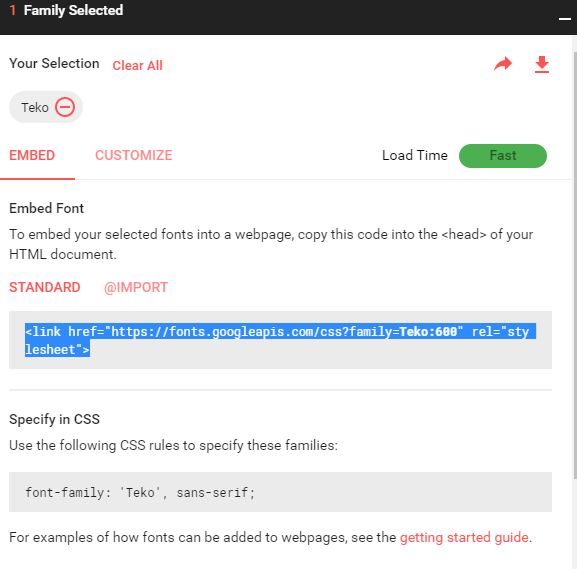 1 Family Selected
Your Selection Clear All
Teko
EMBED CUSTOMIZE Load Time Fast
Embed Font
To embed your selected fonts into a webpage, copy this code into the <head> of your
HTML document.
STANDARD @IMPORT
<link href="https://fonts.googleapis.com/css?family=Teko:600" rel="sty
lesheet">
Specify in CSS
Use the following CSS rules to specify these families:
font-family: 'Teko', sans-serif;
For examples of how fonts can be added to webpages, see the getting started guide.